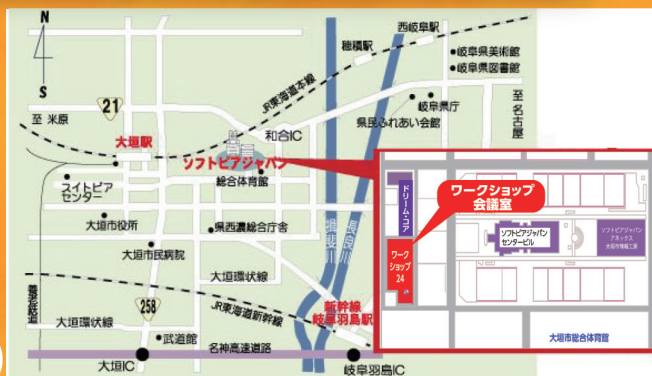 N
S
西岐阜駅
穂積駅
岐阜県美術館
岐阜県図書館
JR東海道本線
21
至 米原
岐阜県庁
県民ふれあい会館
至 名古屋
和合IC
大垣駅
ソフトピアジャパン
総合体育館
スイトピア
センター
大垣市役所
県西濃総合庁舎
大垣市民病院
揖斐川
長良川
大垣環状線
養老鉄道
258
JR東海道新幹線
新幹線
岐阜羽島駅
大垣環状線
武道館
名神高速道路
大垣IC
岐阜羽島IC
ワークショップ
会議室
ドリーム・コア
ソフトピアジャパン
センタービル
ソフトピアジャパン
アネックス
大垣市情報工房
ワーク
ショップ
24
大垣市総合体育館